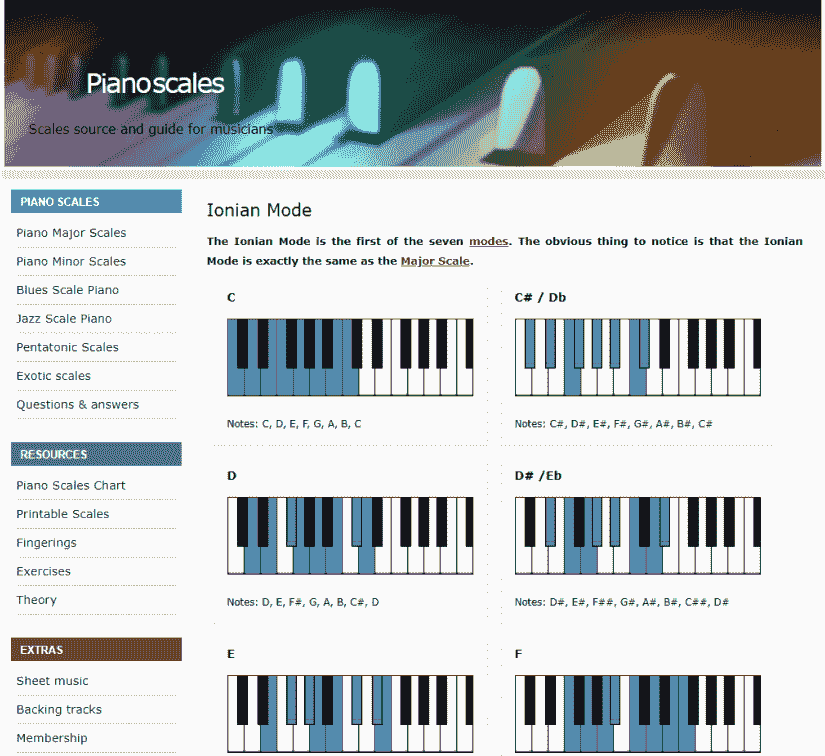 Pianoscales
Scales source and guide for musicians
PIANO SCALES
Piano Major Scales
Piano Minor Scales
Blues Scale Piano
Jazz Scale Piano
Pentatonic Scales
Exotic scales
Questions & answers
RESOURCES
Piano Scales Chart
Printable Scales
Fingerings
Exercises
Theory
EXTRAS
Sheet music
Backing tracks
Membership
Ionian Mode
The Ionian Mode is the first of the seven modes. The obvious thing to notice is that the Ionian
Mode is exactly the same as the Major Scale.
C
Notes: C, D, E, F, G, A, B, C
C# / Db
Notes: C#, D#, E#, F#, G#, A#, B#, C#
D
Notes: D, E, F#, G, A, B, C#, D
D# /Eb
Notes: D#, E#, F##, G#, A#, B#, C##, D#
E
F